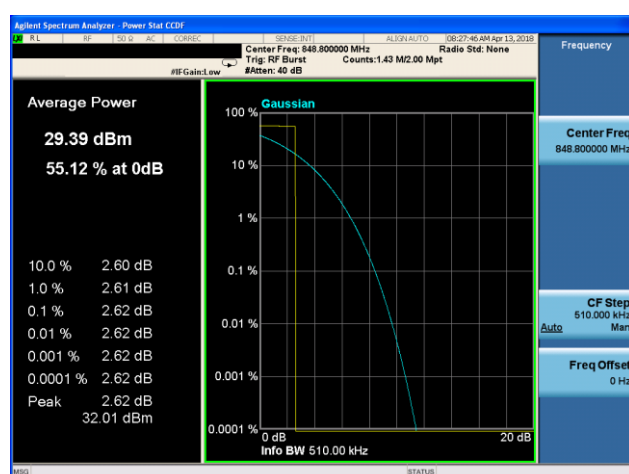 Agilent Spectrum Analyzer - Power Stat CCDF
RL RF 50 Ω AC CORREC SENSE:INT ALIGNAUTO 08:27:46 AM Apr 13, 2018
Center Freq: 848.800000 MHz Radio Std: None
Trig: RF Burst Counts:1.43 M/2.00 Mpt
#IFGain:Low #Atten: 40 dB
Frequency
Average Power
29.39 dBm
55.12 % at 0dB
10.0 % 2.60 dB
1.0 % 2.61 dB
0.1 % 2.62 dB
0.01 % 2.62 dB
0.001 % 2.62 dB
0.0001 % 2.62 dB
Peak 2.62 dB
32.01 dBm
Gaussian
100 %
10 %
1 %
0.1 %
0.01 %
0.001 %
0.0001 %
0 dB 20 dB
Info BW 510.00 kHz
Center Freq
848.800000 MHz
CF Step
510.000 kHz
Auto Man
Freq Offset
0 Hz
MSG STATUS